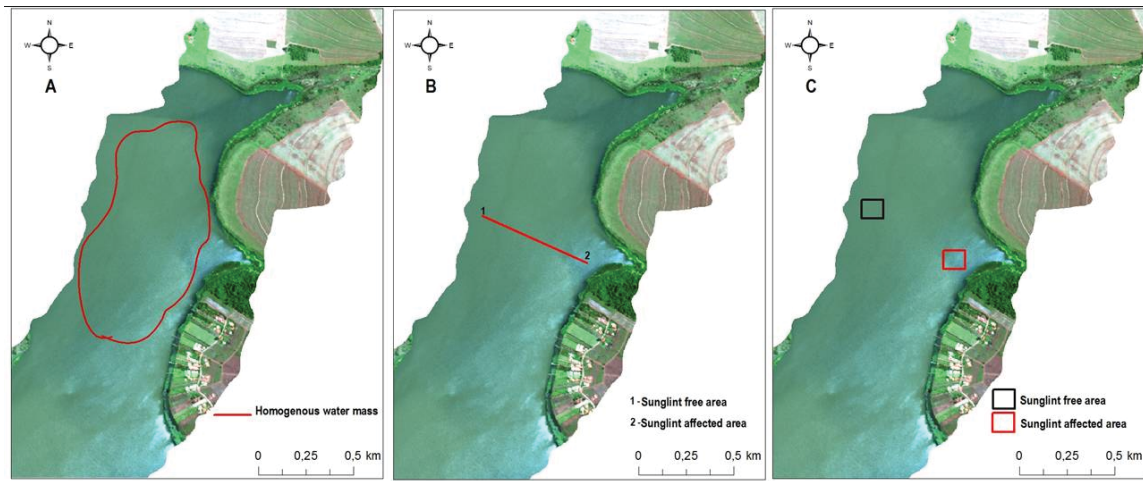 N
W E
S
A
Homogenous water mass
0 0,25 0,5 km
N
W E
S
B
1
2
1 -Sunglint free area
2 -Sunglint affected area
0 0,25 0,5 km
N
W E
S
C
Sunglint free area
Sunglint affected area
0 0,25 0,5 km